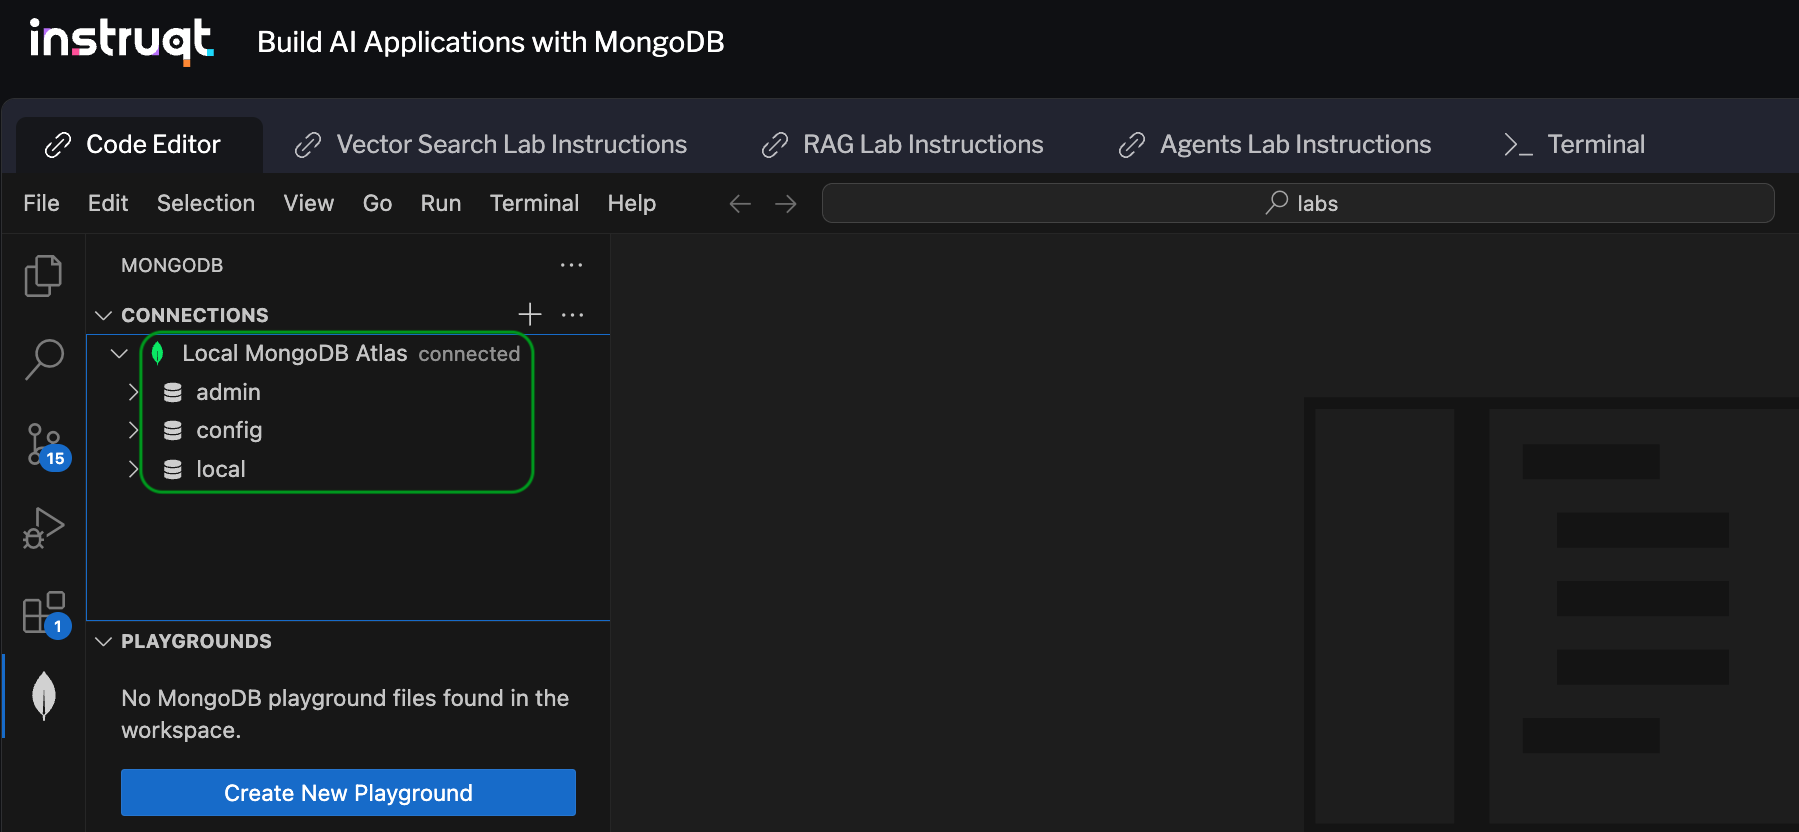 instruqt Build AI Applications with MongoDB
Code Editor Vector Search Lab Instructions RAG Lab Instructions Agents Lab Instructions >_ Terminal
File Edit Selection View Go Run Terminal Help labs
MONGODB
CONNECTIONS
Local MongoDB Atlas connected
admin
config
local
15
1
PLAYGROUNDS
No MongoDB playground files found in the
workspace.
Create New Playground